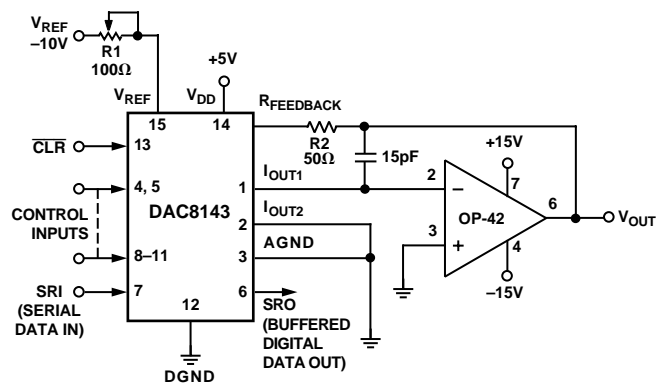 VREF
–10V
R1
100Ω
+5V
VREF
VDD
RFEEDBACK
15
14
R2
50Ω
15pF
+15V
CLR
13
IOUT1
4, 5
1
2
–
7
DAC8143
OP-42
6
VOUT
CONTROL
INPUTS
IOUT2
2
AGND
3
+
4
8–11
3
SRI
(SERIAL
DATA IN)
7
12
6
SRO
(BUFFERED
DIGITAL
DATA OUT)
–15V
DGND